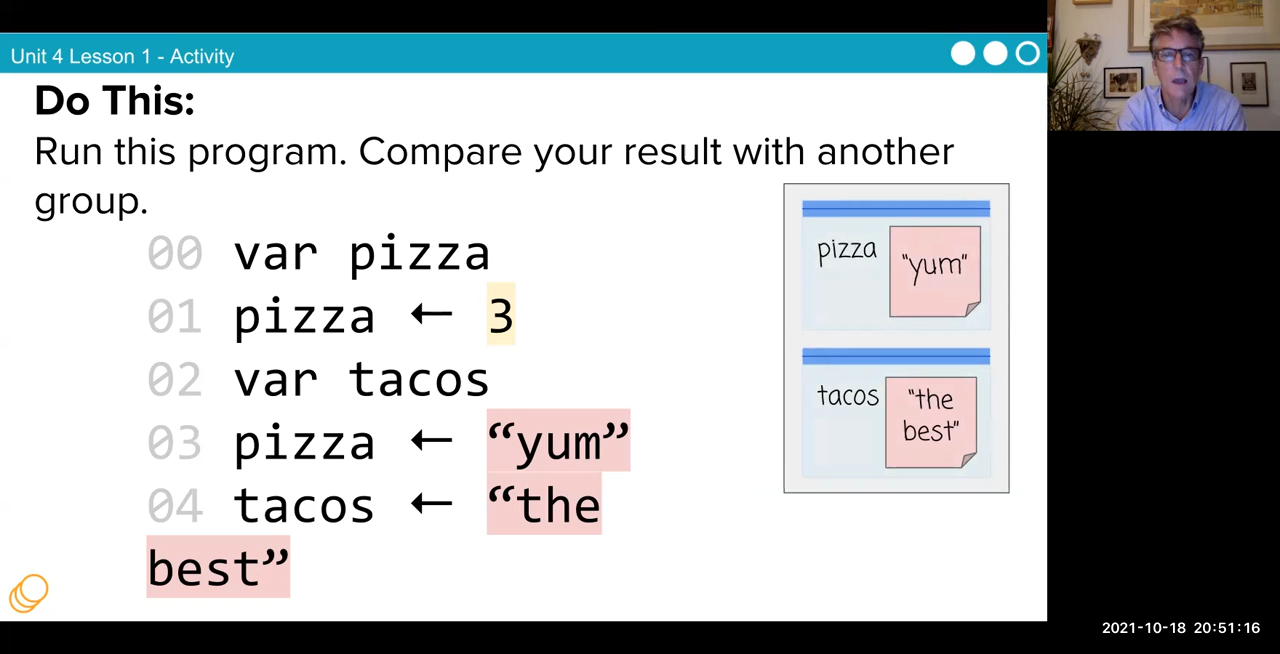 Unit 4 Lesson 1 - Activity
Do This:
Run this program. Compare your result with another
group.
00 var pizza
01 pizza ← 3
02 var tacos
03 pizza ← “yum”
04 tacos ← “the
best”
pizza
“yum”
tacos
“the
best”
2021-10-18 20:51:16